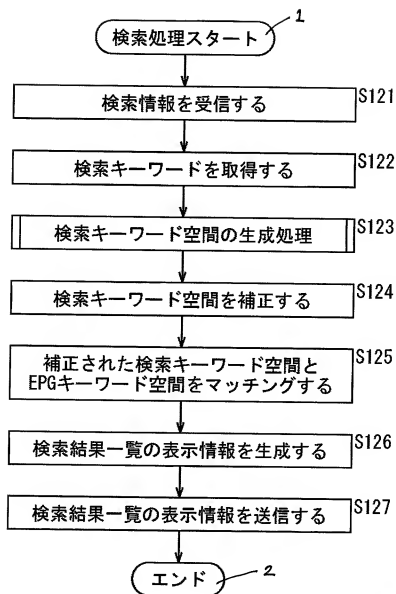 1
検索処理スタート
検索情報を受信する
S121
検索キーワードを取得する
S122
検索キーワード空間の生成処理
S123
検索キーワード空間を補正する
S124
補正された検索キーワード空間と
EPGキーワード空間をマッチングする
S125
検索結果一覧の表示情報を生成する
S126
検索結果一覧の表示情報を送信する
S127
エンド
2